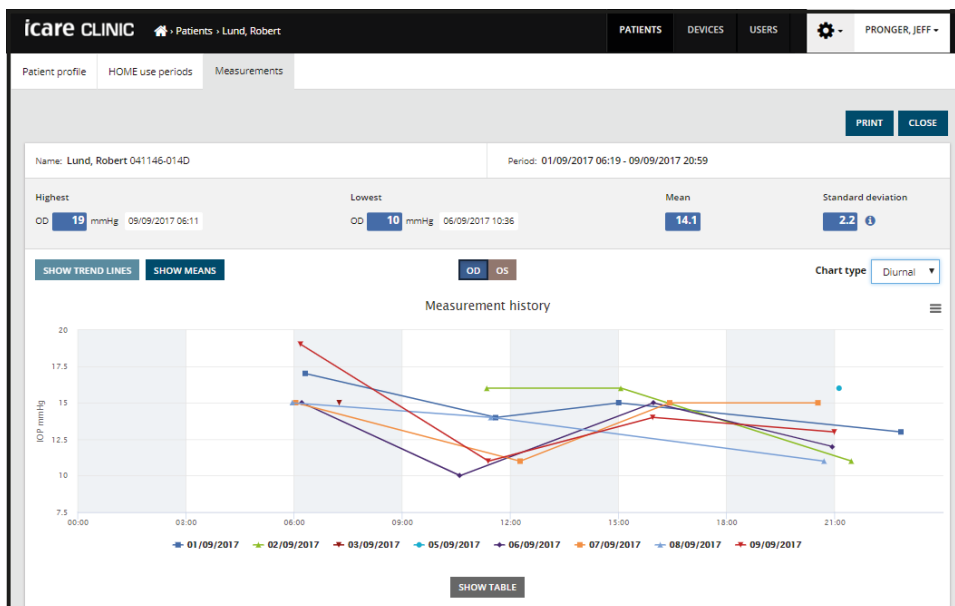 icare CLINIC › Patients › Lund, Robert PATIENTS DEVICES USERS PRONGER, JEFF
Patient profile HOME use periods Measurements
PRINT CLOSE
Name: Lund, Robert 041146-014D Period: 01/09/2017 06:19 - 09/09/2017 20:59
Highest Lowest Mean Standard deviation
OD 19 mmHg 09/09/2017 06:11 OD 10 mmHg 06/09/2017 10:36 14.1 2.2 i
SHOW TREND LINES SHOW MEANS OD OS Chart type Diurnal
Measurement history
IOP mmHg
20
17.5
15
12.5
10
7.5
00:00 03:00 06:00 09:00 12:00 15:00 18:00 21:00
01/09/2017 02/09/2017 03/09/2017 05/09/2017 06/09/2017 07/09/2017 08/09/2017 09/09/2017
SHOW TABLE